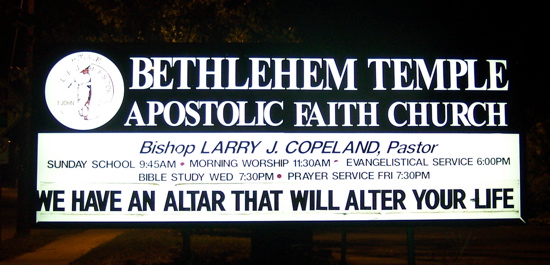 BETHLEHEM TEMPLE
APOSTOLIC FAITH CHURCH
Bishop LARRY J. COPELAND, Pastor
SUNDAY SCHOOL 9:45AM • MORNING WORSHIP 11:30AM • EVANGELISTICAL SERVICE 6:00PM
BIBLE STUDY WED 7:30PM • PRAYER SERVICE FRI 7:30PM
WE HAVE AN ALTAR THAT WILL ALTER YOUR LIFE